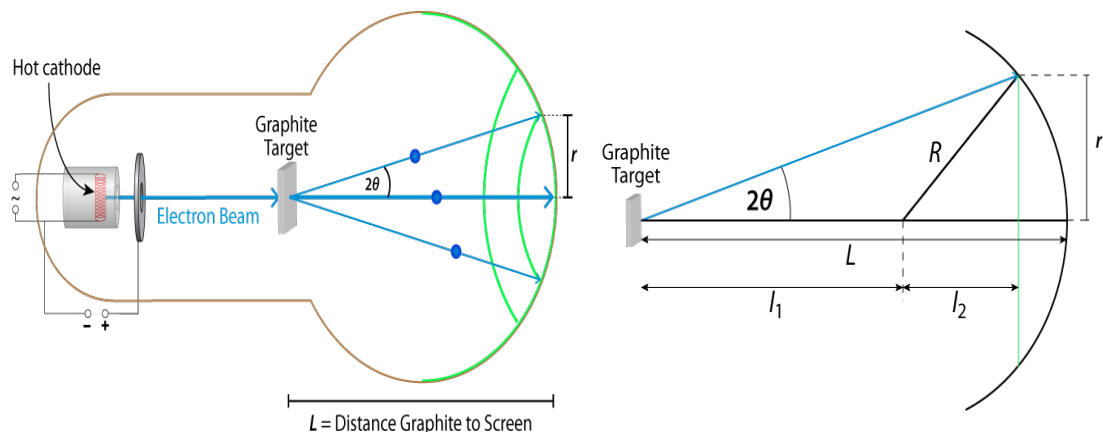 Hot cathode
Graphite
Target
r
2θ
~
Electron Beam
– +
L = Distance Graphite to Screen
Graphite
Target
R
r
2θ
L
l1
l2